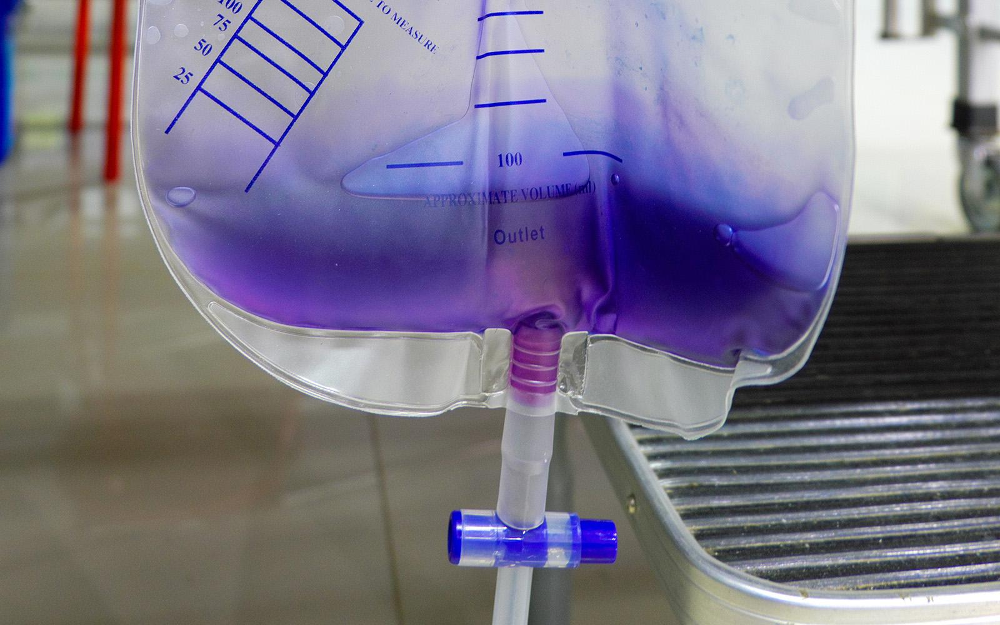 100
75
50
25
TO MEASURE
100
APPROXIMATE VOLUME (ml)
Outlet